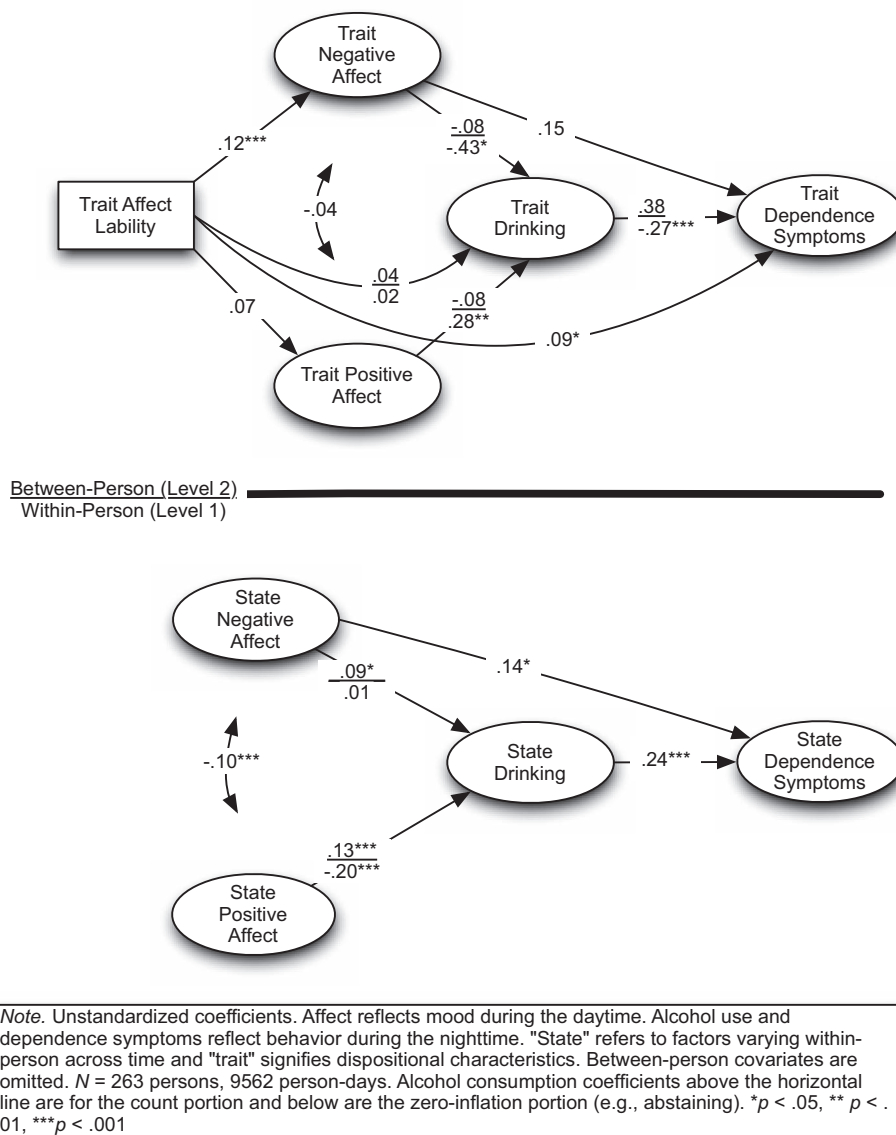 Trait
Negative
Affect
.12***
-.08
-.43*
.15
Trait Affect
Lability
-.04
Trait
Drinking
.38
-.27***
Trait
Dependence
Symptoms
.04
.02
.07
-.08
.28**
.09*
Trait Positive
Affect
Between-Person (Level 2)
Within-Person (Level 1)
State
Negative
Affect
.09*
.01
.14*
-.10***
State
Drinking
.24***
State
Dependence
Symptoms
.13***
-.20***
State
Positive
Affect
Note. Unstandardized coefficients. Affect reflects mood during the daytime. Alcohol use and
dependence symptoms reflect behavior during the nighttime. "State" refers to factors varying within-
person across time and "trait" signifies dispositional characteristics. Between-person covariates are
omitted. N = 263 persons, 9562 person-days. Alcohol consumption coefficients above the horizontal
line are for the count portion and below are the zero-inflation portion (e.g., abstaining). *p < .05, ** p < .
01, ***p < .001